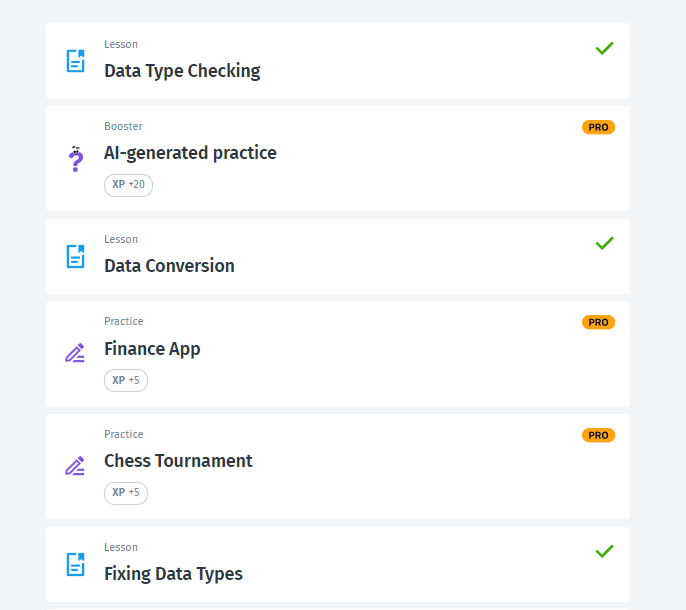 Lesson
Data Type Checking
Booster
PRO
AI-generated practice
XP +20
Lesson
Data Conversion
Practice
PRO
Finance App
XP +5
Practice
PRO
Chess Tournament
XP +5
Lesson
Fixing Data Types